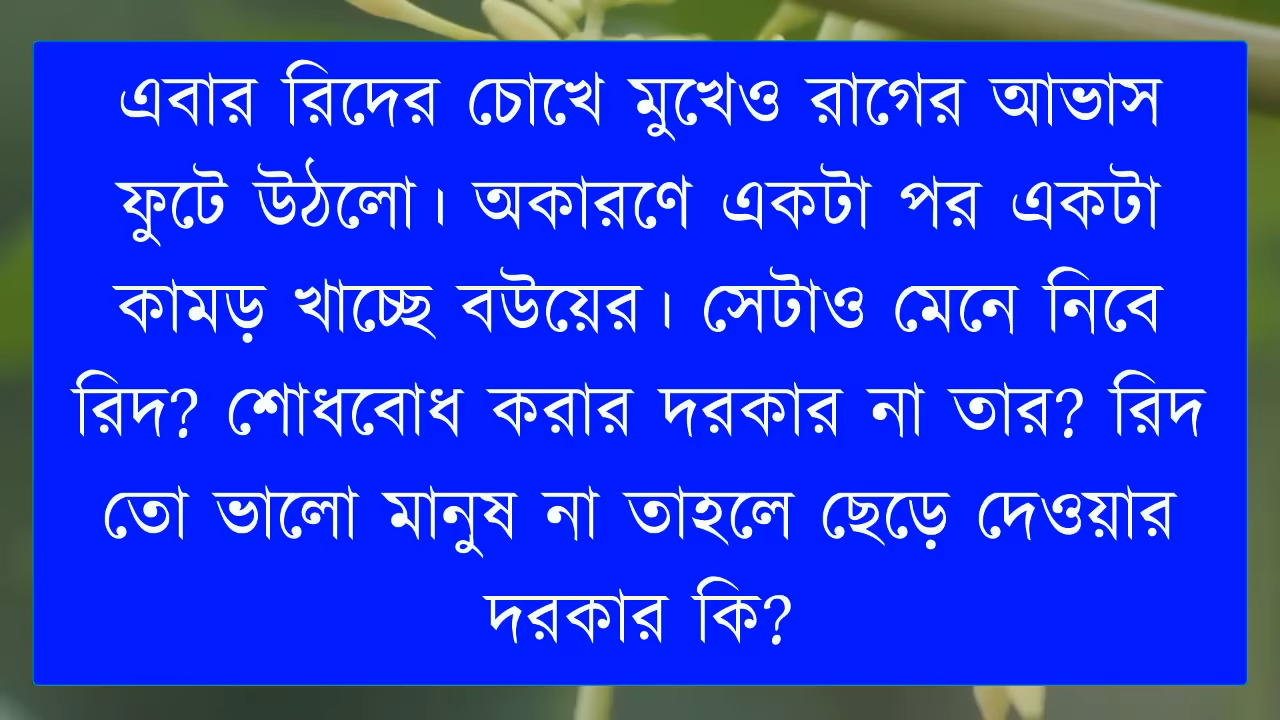 এবার রিদের চোখে মুখেও রাগের আভাস
ফুটে উঠলো। অকারণে একটা পর একটা
কামড় খাচ্ছে বউয়ের। সেটাও মেনে নিবে
রিদ? শোধবোধ করার দরকার না তার? রিদ
তো ভালো মানুষ না তাহলে ছেড়ে দেওয়ার
দরকার কি?